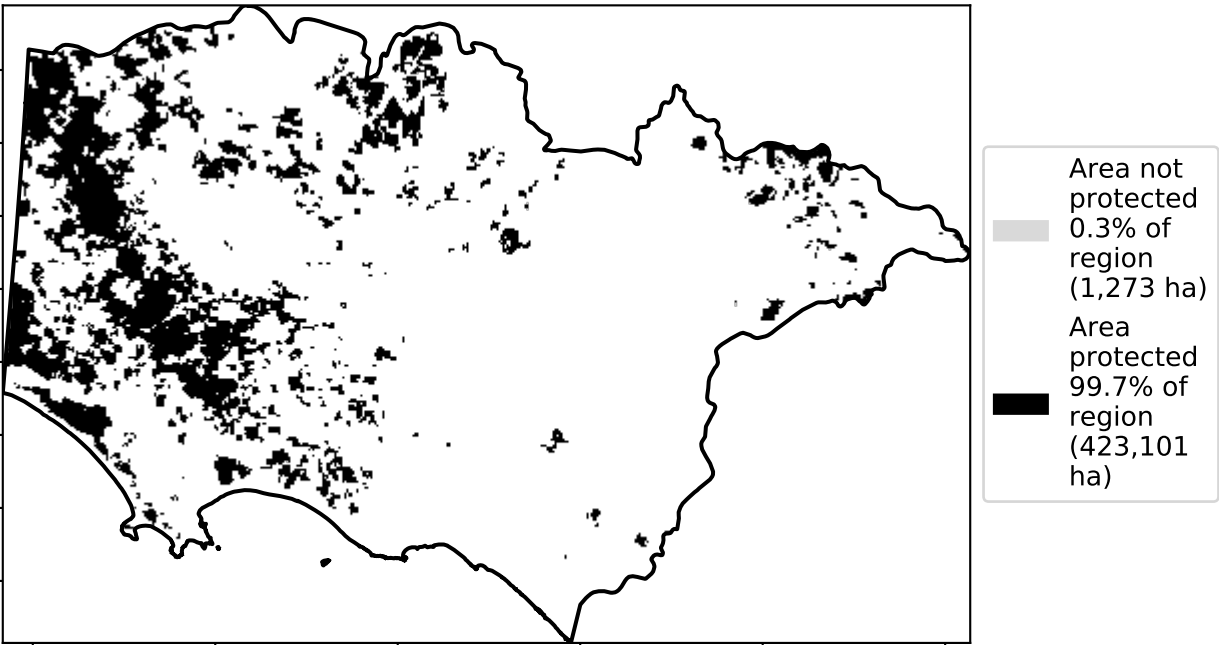 Area not
protected
0.3% of
region
(1,273 ha)
Area
protected
99.7% of
region
(423,101
ha)